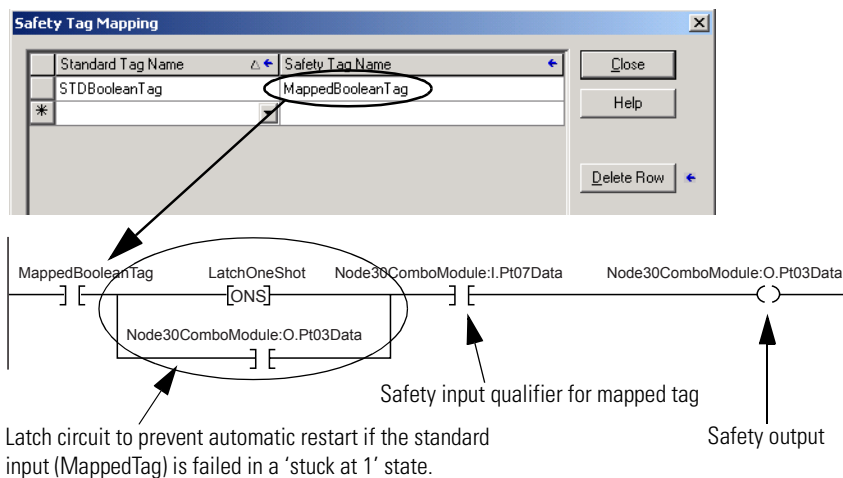 Safety Tag Mapping
Standard Tag Name Safety Tag Name
STDBooleanTag MappedBooleanTag
*
Close
Help
Delete Row
MappedBooleanTag LatchOneShot Node30ComboModule:I.Pt07Data Node30ComboModule:O.Pt03Data
ONS
Node30ComboModule:O.Pt03Data
Safety input qualifier for mapped tag
Latch circuit to prevent automatic restart if the standard
input (MappedTag) is failed in a ‘stuck at 1’ state.
Safety output